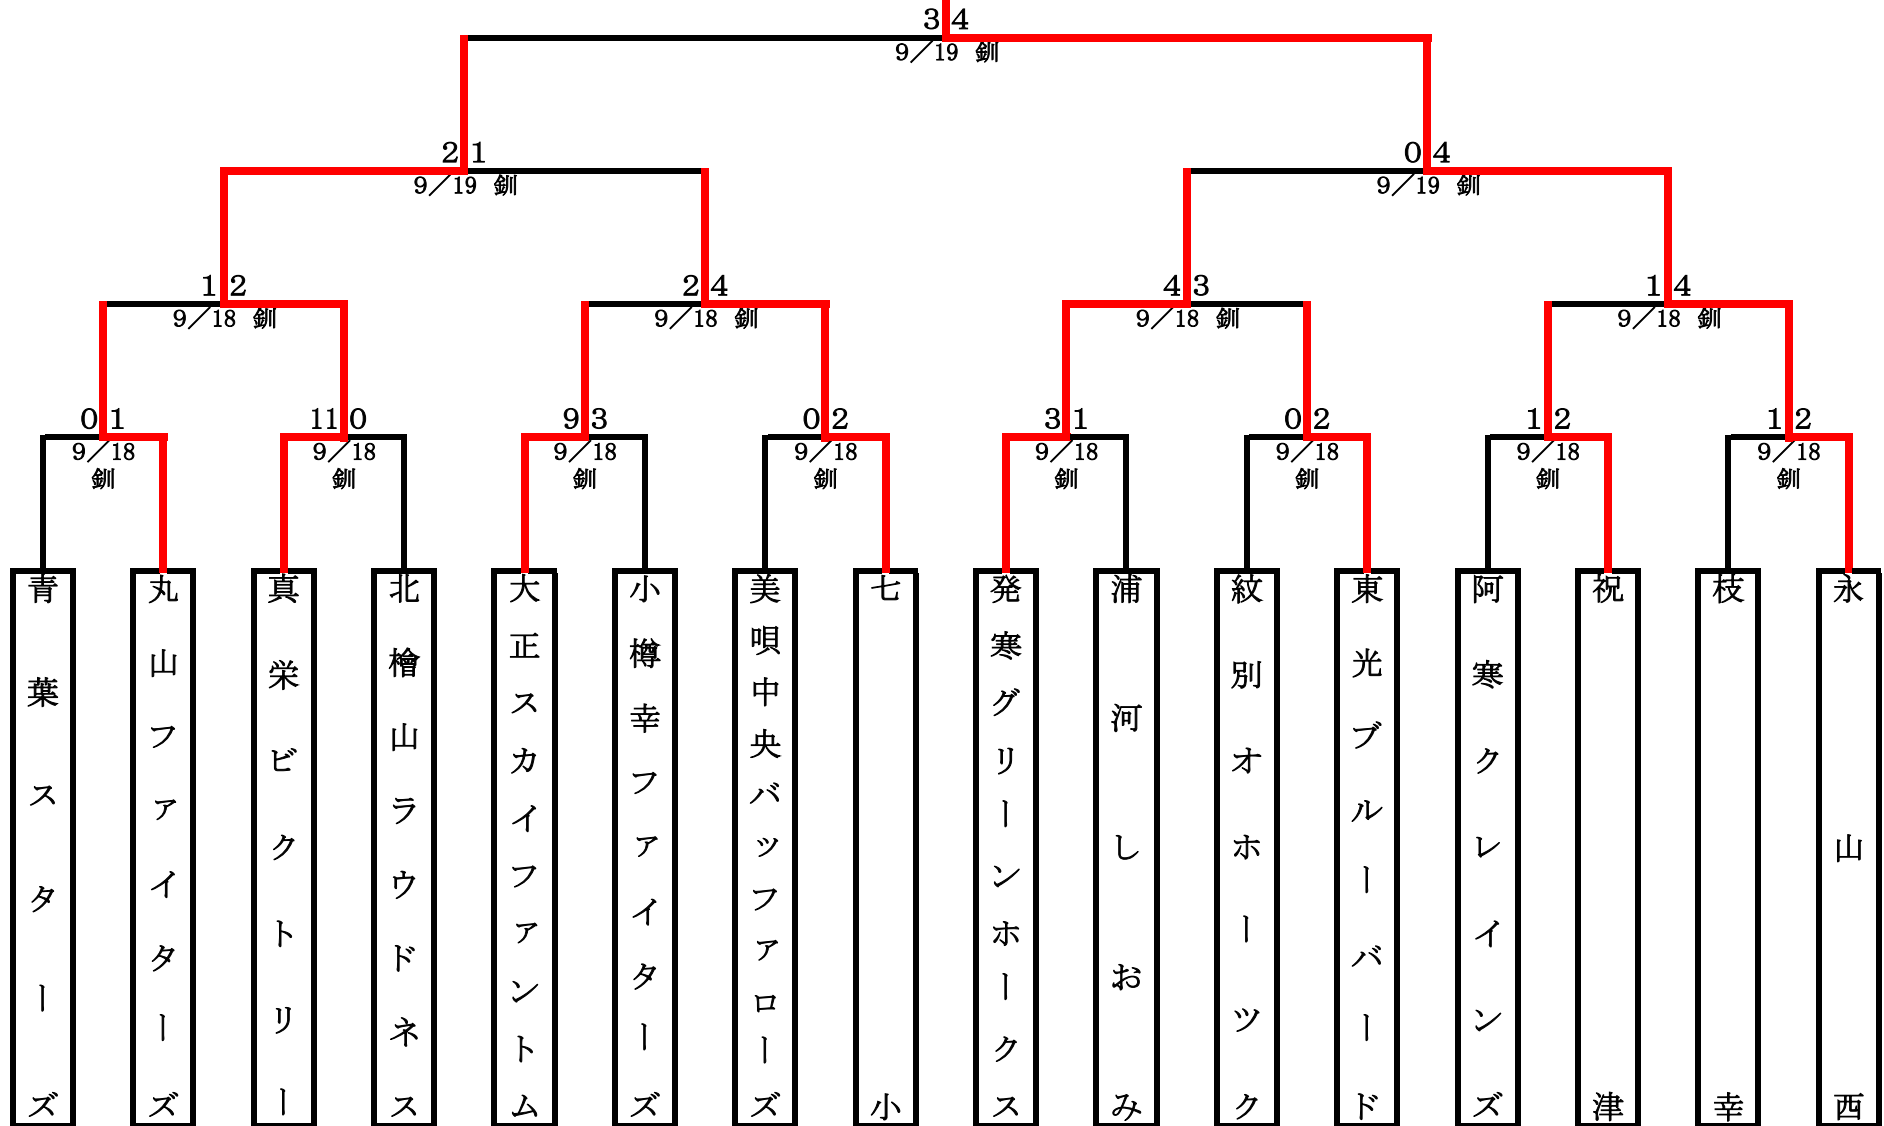 3 4
9／19 釧
2 1
9／19 釧
0 4
9／19 釧
1 2
9／18 釧
2 4
9／18 釧
4 3
9／18 釧
1 4
9／18 釧
0 1
9／18
釧
11 0
9／18
釧
9 3
9／18
釧
0 2
9／18
釧
3 1
9／18
釧
0 2
9／18
釧
1 2
9／18
釧
1 2
9／18
釧
青葉スターズ
丸山ファイターズ
真栄ビクトリー
北檜山ラウドネス
大正スカイファントム
小樽幸ファイターズ
美唄中央バッファローズ
七小
発寒グリーンホークス
浦河しおみ
紋別オホーツク
東光ブルーバード
阿寒クレインズ
祝津
枝幸
永山西